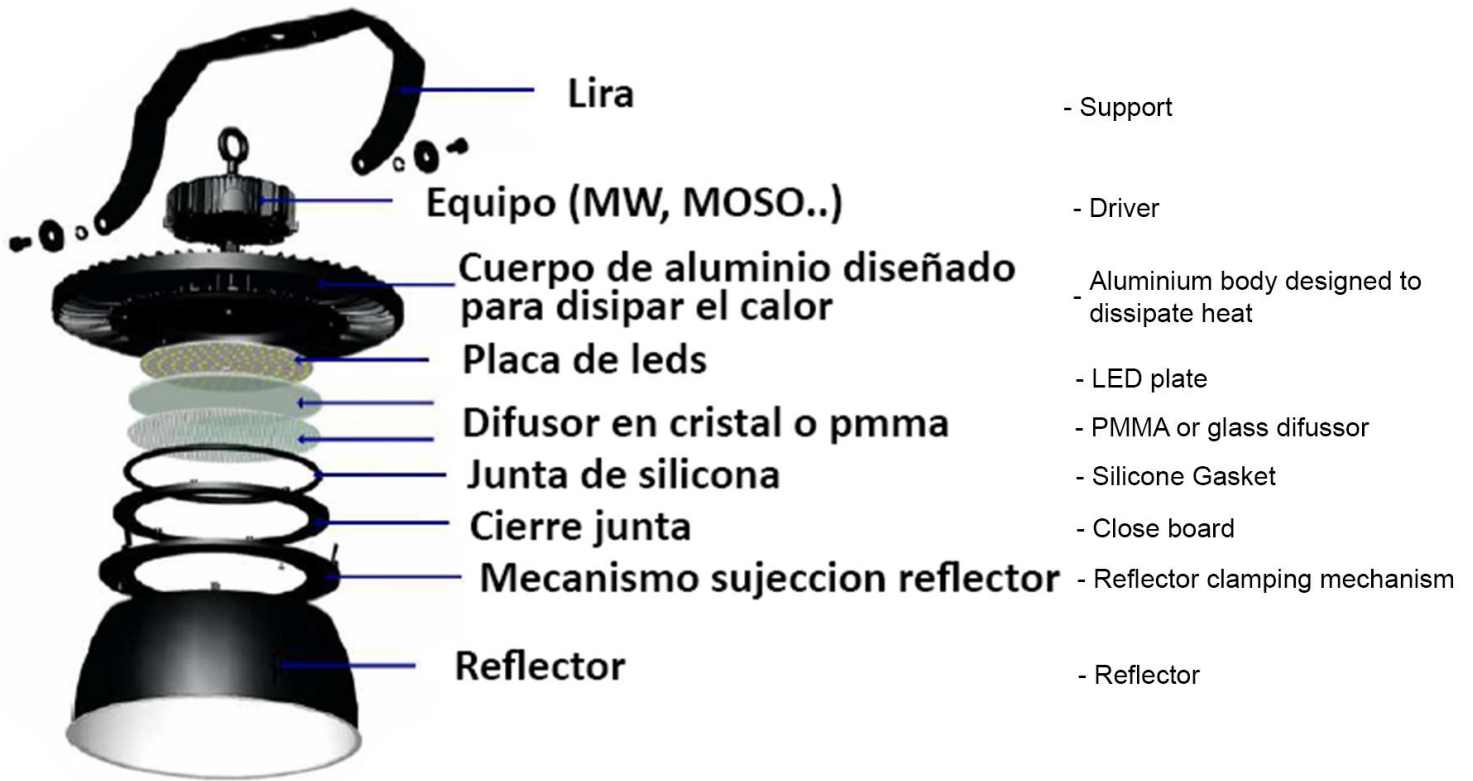 Lira
- Support
Equipo (MW, MOSO..)
- Driver
Cuerpo de aluminio diseñado
para disipar el calor
- Aluminium body designed to
dissipate heat
Placa de leds
- LED plate
Difusor en cristal o pmma
- PMMA or glass difussor
Junta de silicona
- Silicone Gasket
Cierre junta
- Close board
Mecanismo sujeccion reflector
- Reflector clamping mechanism
Reflector
- Reflector